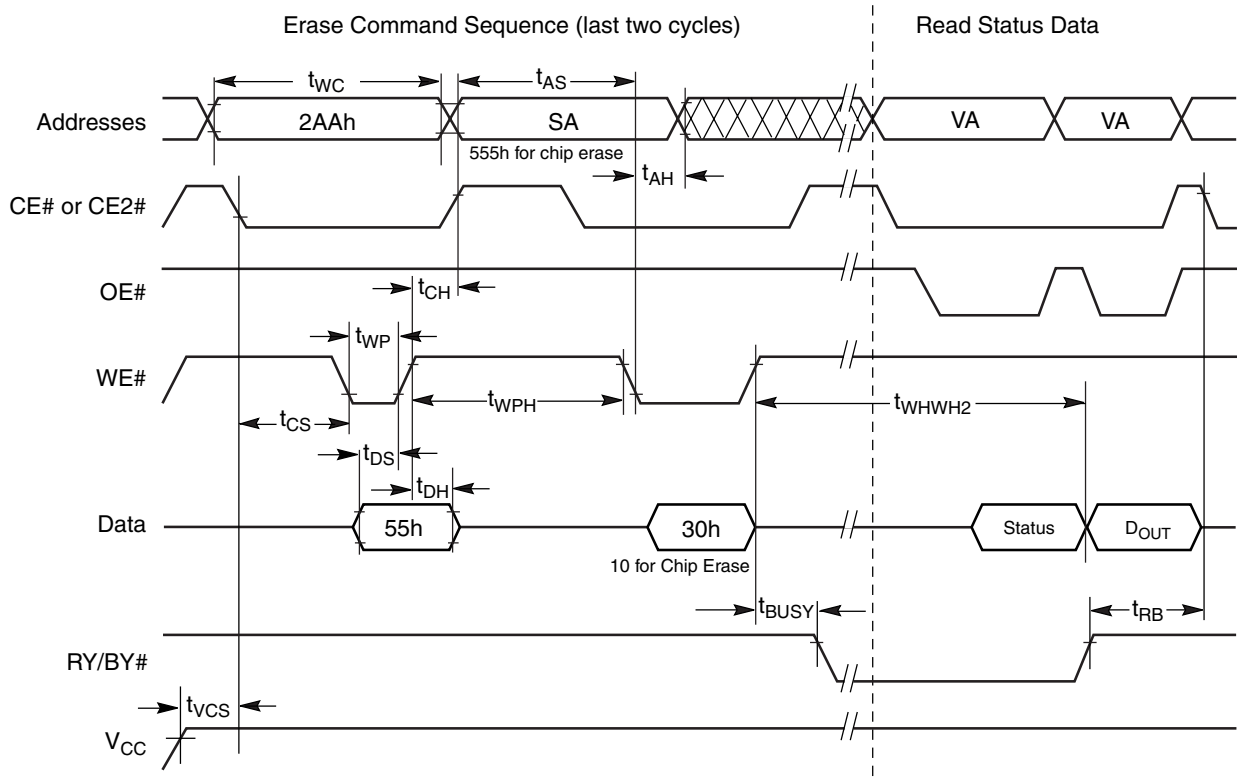 Erase Command Sequence (last two cycles)
Read Status Data
tWC
tAS
Addresses
2AAh
SA
VA
VA
555h for chip erase
tAH
CE# or CE2#
OE#
tCH
tWP
WE#
tWPH
tWHWH2
tCS
tDS
tDH
Data
55h
30h
Status
DOUT
10 for Chip Erase
tBUSY
tRB
RY/BY#
tVCS
VCC